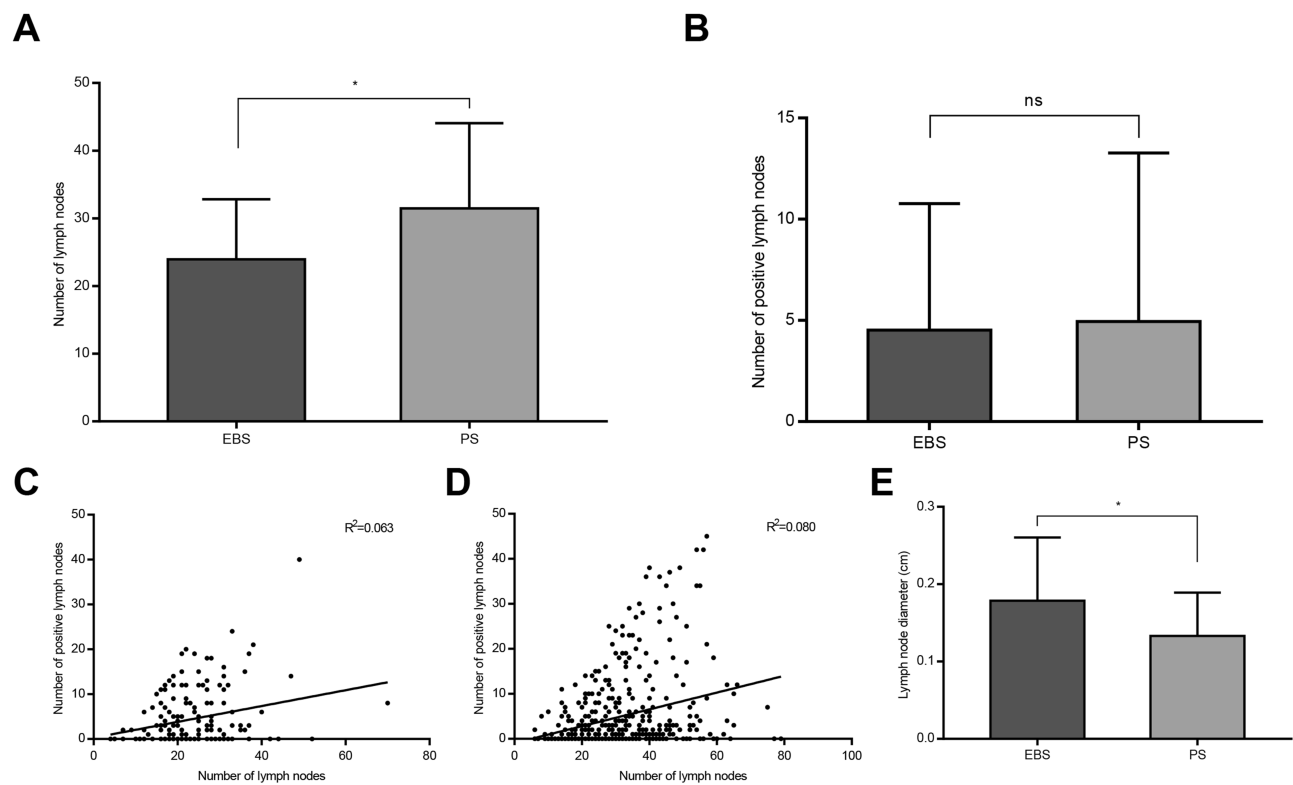 A
Number of lymph nodes
50
40
30
20
10
0
*
EBS
PS
B
Number of positive lymph nodes
15
10
5
0
ns
EBS
PS
C
Number of positive lymph nodes
50
40
30
20
10
0
R²=0.063
0 20 40 60 80
Number of lymph nodes
D
Number of positive lymph nodes
50
40
30
20
10
0
R²=0.080
0 20 40 60 80 100
Number of lymph nodes
E
Lymph node diameter (cm)
0.3
0.2
0.1
0.0
*
EBS
PS